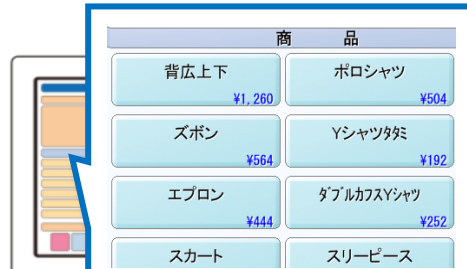 商 品
背広上下 ポロシャツ
¥1,260 ¥504
ズボン Yシャツﾀﾀﾐ
¥564 ¥192
エプロン ﾀﾞﾌﾞﾙｶﾌｽYｼｬﾂ
¥444 ¥252
スカート スリーピース